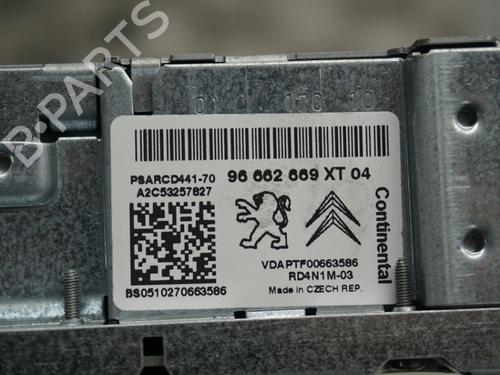 B-PARTS
PSARCD441-70
A2C53257827
96 662 669 XT 04
Continental
VDAPTF00663586
RD4N1M-03
BS0510270663586
Made in CZECH REP.